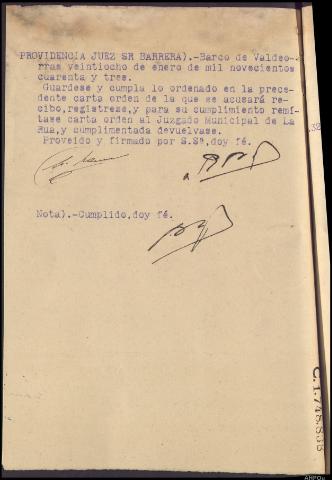 PROVIDENCIA JUEZ SR BARRERA).-Barco de Valdeo-
rras veintiocho de enero de mil novecientos
cuarenta y tres.
Guardese y cumpla lo ordenado en la prece-
dente carta orden de la que se acusará re-
cibo,registrese,y para su cumplimiento remí-
tase carta orden al Juzgado Municipal de La
Rua,y cumplimentada devuelvase.
Proveido y firmado por S.Sª,doy fé.
Nota).-Cumplido,doy fé.